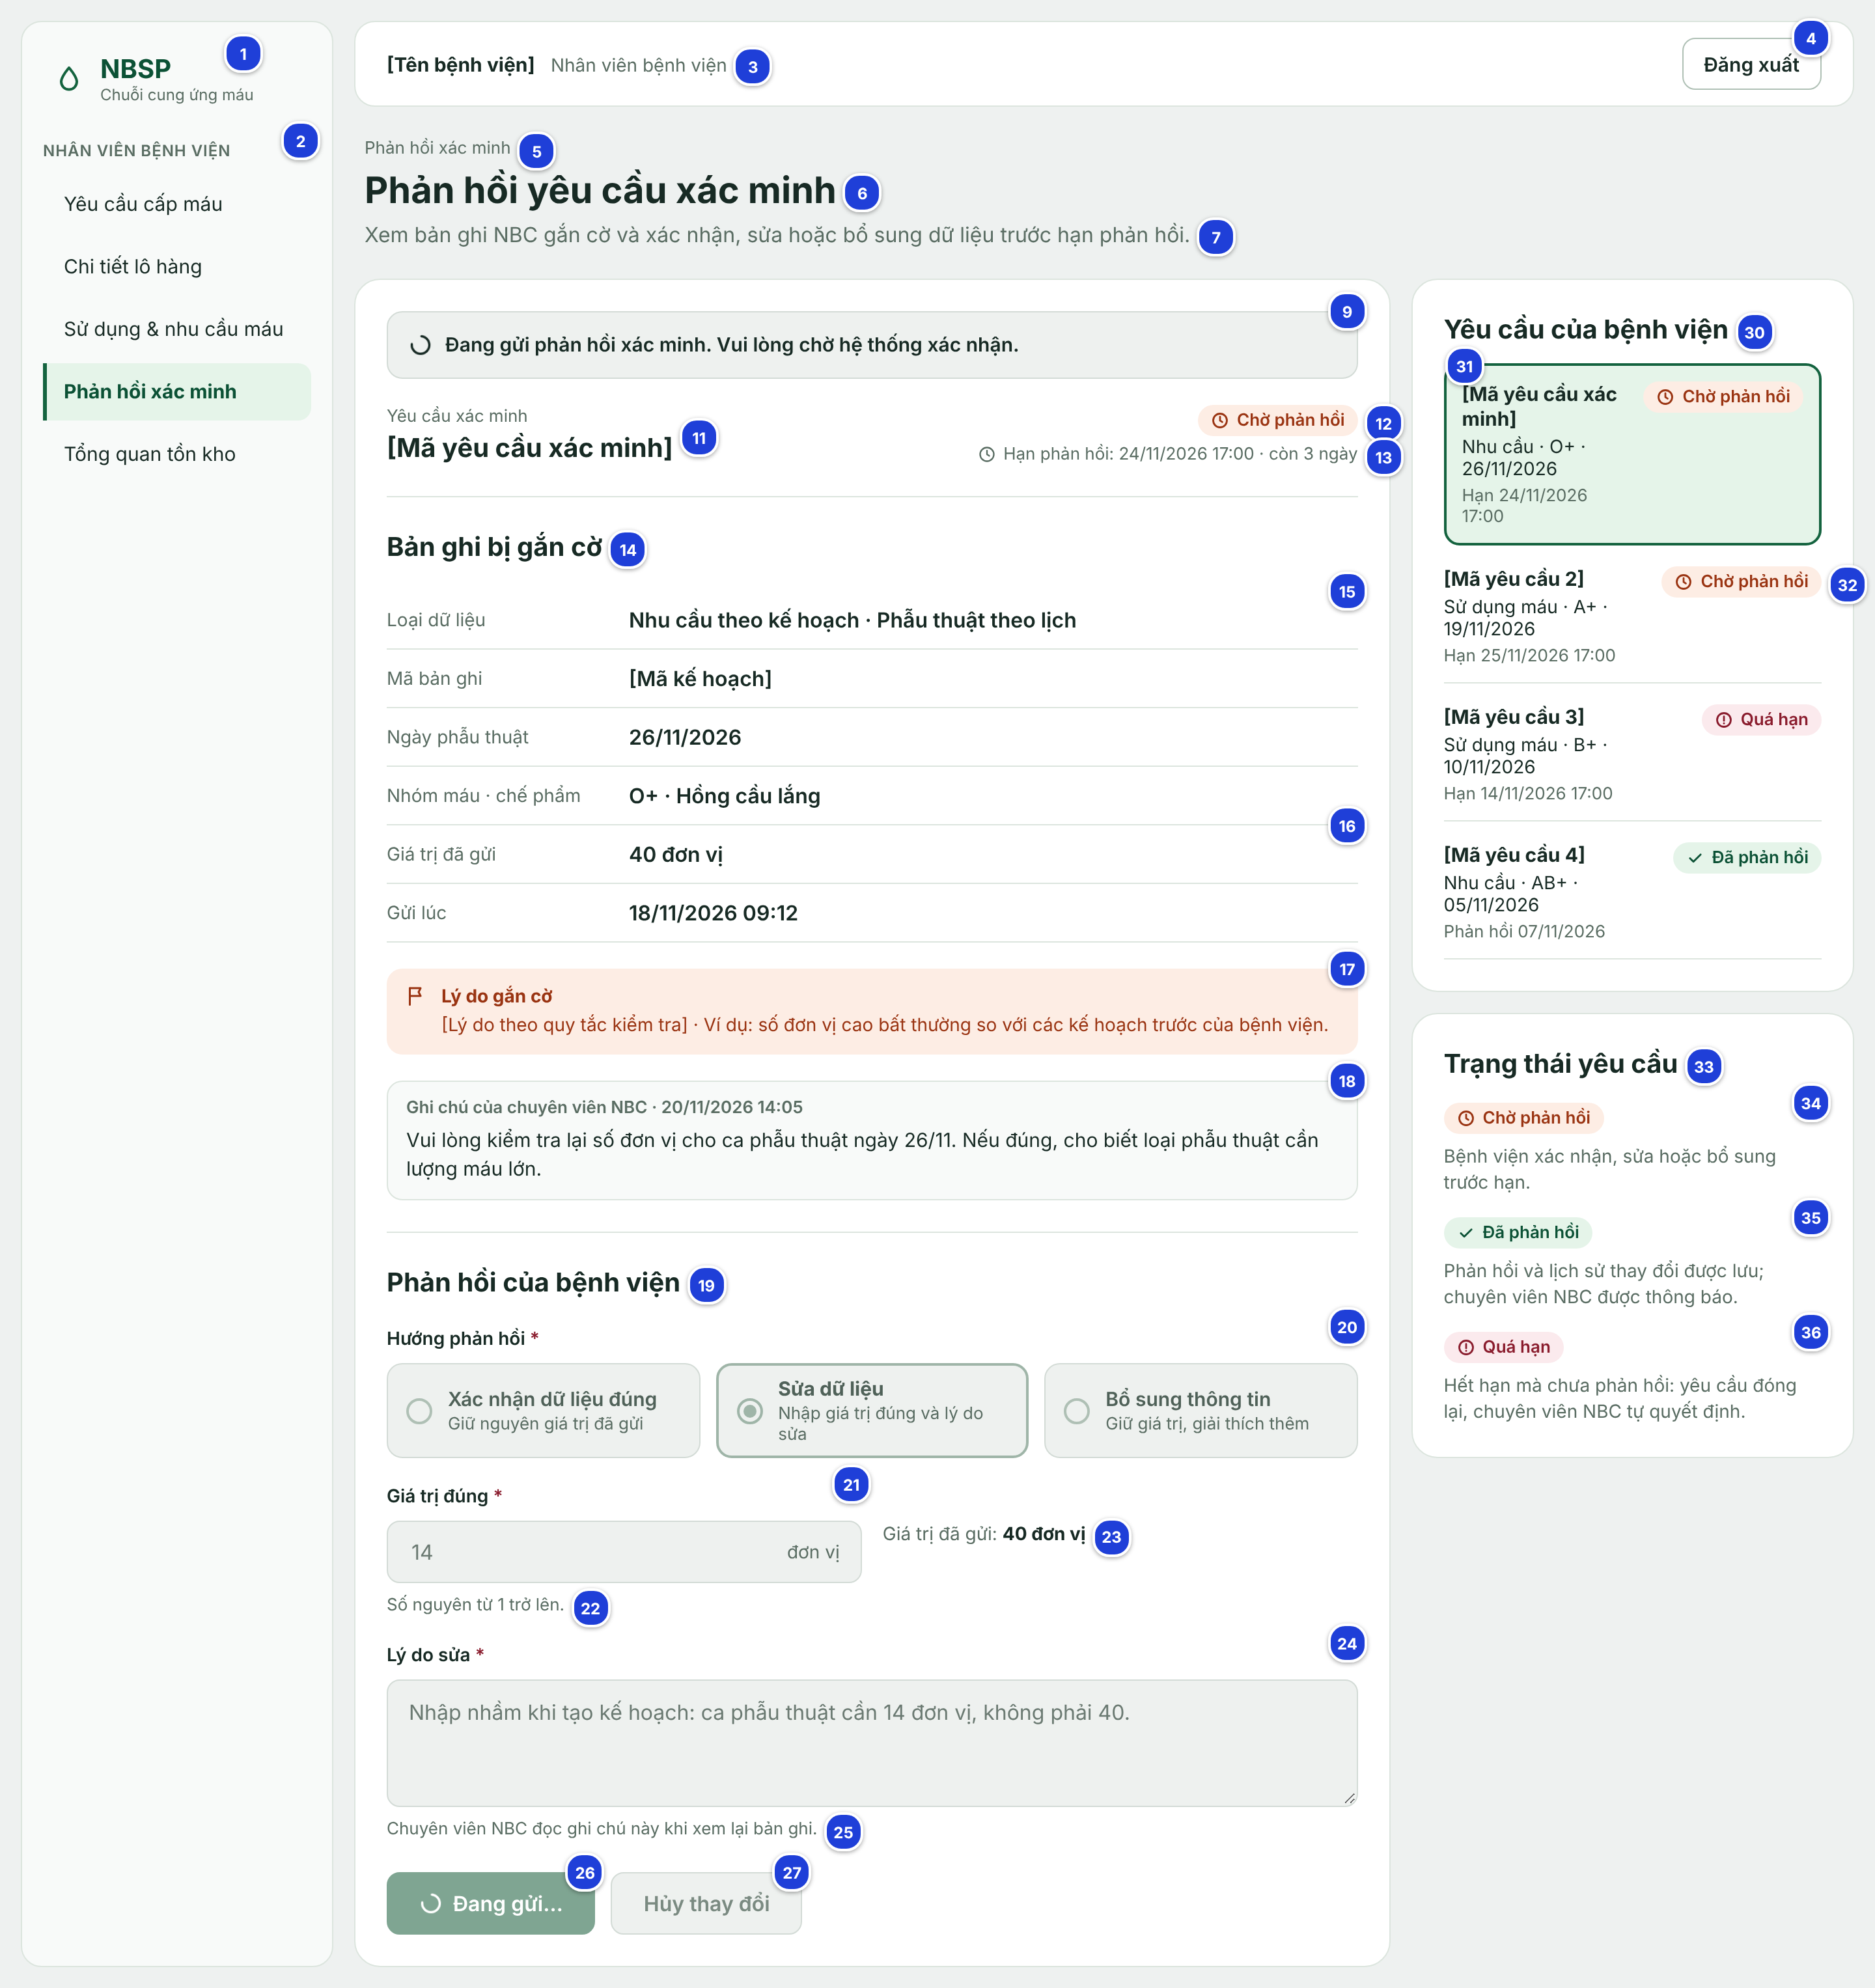 NBSP
1
Chuỗi cung ứng máu
NHÂN VIÊN BỆNH VIỆN
2
Yêu cầu cấp máu
Chi tiết lô hàng
Sử dụng & nhu cầu máu
Phản hồi xác minh
Tổng quan tồn kho
[Tên bệnh viện] Nhân viên bệnh viện 3
Đăng xuất
4
Phản hồi xác minh 5
Phản hồi yêu cầu xác minh 6
Xem bản ghi NBC gắn cờ và xác nhận, sửa hoặc bổ sung dữ liệu trước hạn phản hồi. 7
9
Đang gửi phản hồi xác minh. Vui lòng chờ hệ thống xác nhận.
Yêu cầu xác minh
[Mã yêu cầu xác minh] 11
Chờ phản hồi 12
Hạn phản hồi: 24/11/2026 17:00 · còn 3 ngày 13
Bản ghi bị gắn cờ 14
15
Loại dữ liệu Nhu cầu theo kế hoạch · Phẫu thuật theo lịch
Mã bản ghi [Mã kế hoạch]
Ngày phẫu thuật 26/11/2026
Nhóm máu · chế phẩm O+ · Hồng cầu lắng
16
Giá trị đã gửi 40 đơn vị
Gửi lúc 18/11/2026 09:12
17
Lý do gắn cờ
[Lý do theo quy tắc kiểm tra] · Ví dụ: số đơn vị cao bất thường so với các kế hoạch trước của bệnh viện.
18
Ghi chú của chuyên viên NBC · 20/11/2026 14:05
Vui lòng kiểm tra lại số đơn vị cho ca phẫu thuật ngày 26/11. Nếu đúng, cho biết loại phẫu thuật cần
lượng máu lớn.
Phản hồi của bệnh viện 19
Hướng phản hồi *
20
Xác nhận dữ liệu đúng
Giữ nguyên giá trị đã gửi
Sửa dữ liệu
Nhập giá trị đúng và lý do
sửa
Bổ sung thông tin
Giữ giá trị, giải thích thêm
Giá trị đúng *
21
14 đơn vị
Giá trị đã gửi: 40 đơn vị 23
Số nguyên từ 1 trở lên. 22
Lý do sửa *
24
Nhập nhầm khi tạo kế hoạch: ca phẫu thuật cần 14 đơn vị, không phải 40.
Chuyên viên NBC đọc ghi chú này khi xem lại bản ghi. 25
Đang gửi...
26
Hủy thay đổi
27
Yêu cầu của bệnh viện 30
31
[Mã yêu cầu xác
minh]
Chờ phản hồi
Nhu cầu · O+ ·
26/11/2026
Hạn 24/11/2026
17:00
[Mã yêu cầu 2]
Chờ phản hồi 32
Sử dụng máu · A+ ·
19/11/2026
Hạn 25/11/2026 17:00
[Mã yêu cầu 3]
Quá hạn
Sử dụng máu · B+ ·
10/11/2026
Hạn 14/11/2026 17:00
[Mã yêu cầu 4]
Đã phản hồi
Nhu cầu · AB+ ·
05/11/2026
Phản hồi 07/11/2026
Trạng thái yêu cầu 33
Chờ phản hồi
34
Bệnh viện xác nhận, sửa hoặc bổ sung
trước hạn.
Đã phản hồi
35
Phản hồi và lịch sử thay đổi được lưu;
chuyên viên NBC được thông báo.
Quá hạn
36
Hết hạn mà chưa phản hồi: yêu cầu đóng
lại, chuyên viên NBC tự quyết định.